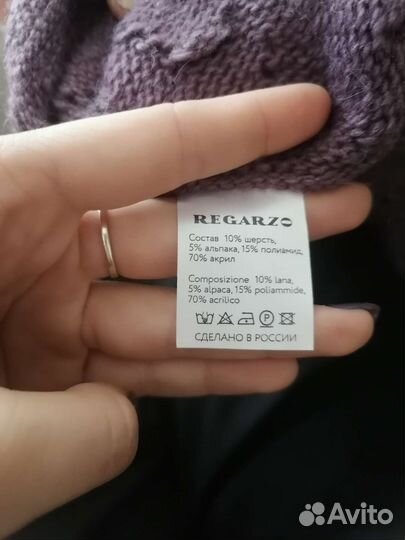 REGARZO
Состав 10% шерсть,
5% альпака, 15% полиамид,
70% акрил
Composizione 10% lana,
5% alpaca, 15% poliammide,
70% acrilico
P
СДЕЛАНО В РОССИИ
Avito